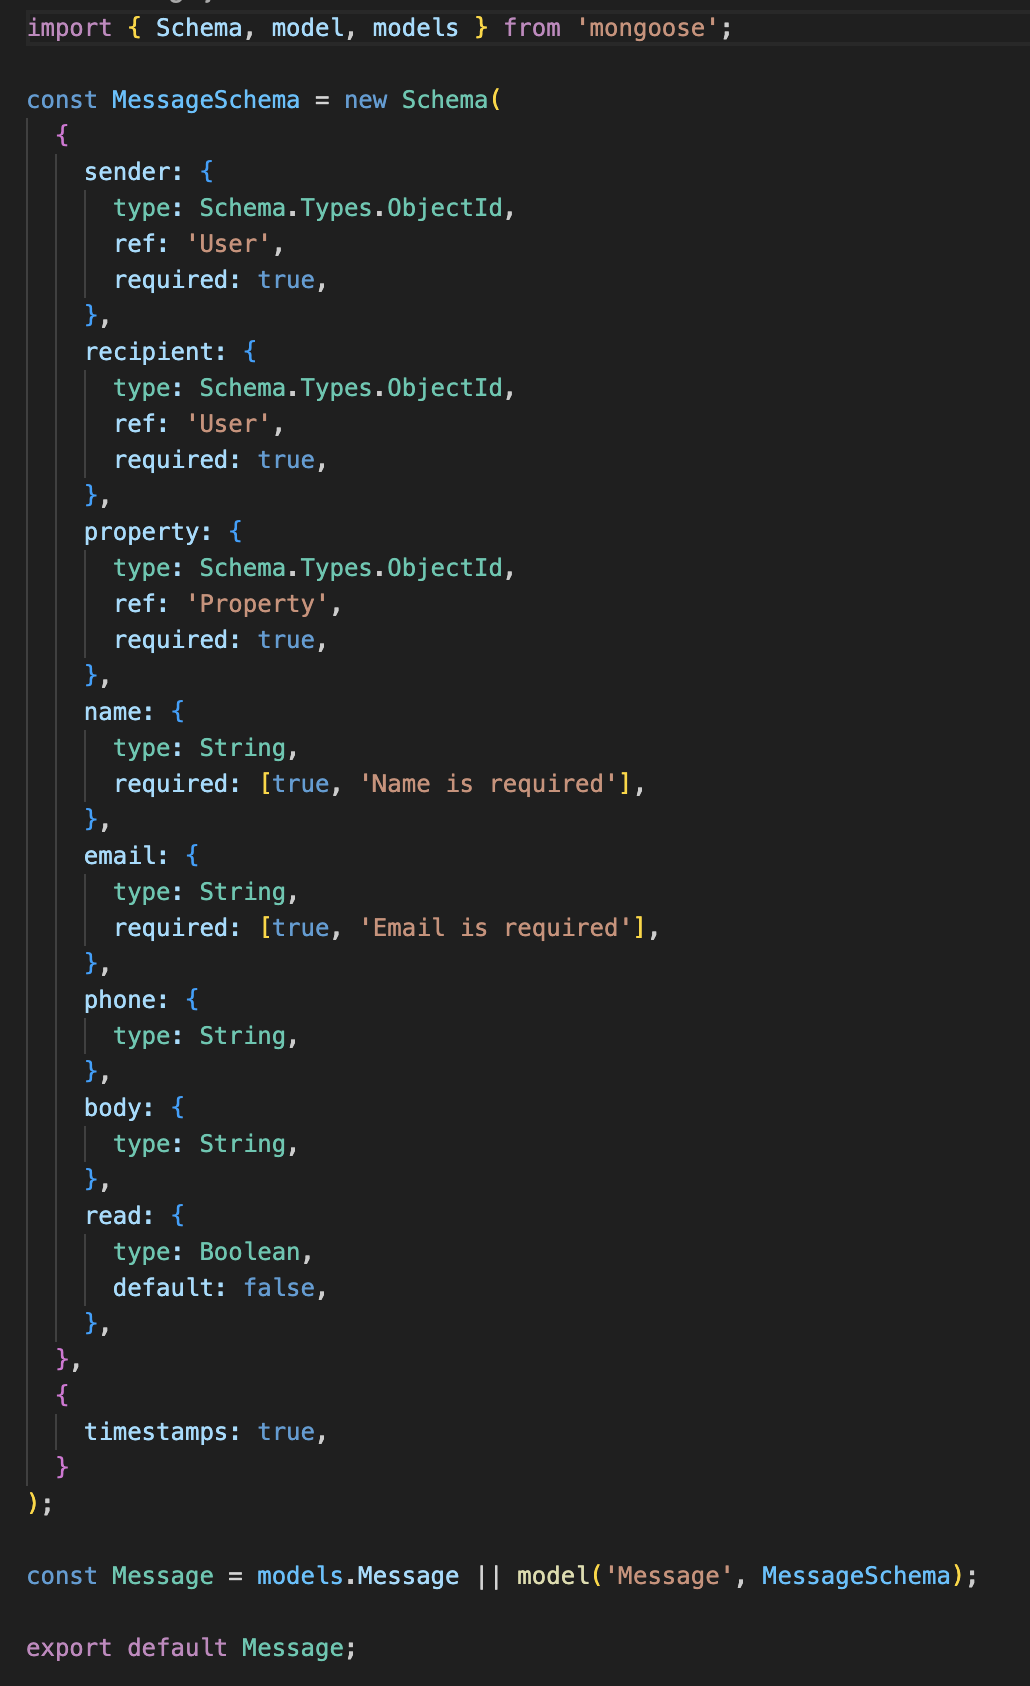 import { Schema, model, models } from 'mongoose';

const MessageSchema = new Schema(
  {
    sender: {
      type: Schema.Types.ObjectId,
      ref: 'User',
      required: true,
    },
    recipient: {
      type: Schema.Types.ObjectId,
      ref: 'User',
      required: true,
    },
    property: {
      type: Schema.Types.ObjectId,
      ref: 'Property',
      required: true,
    },
    name: {
      type: String,
      required: [true, 'Name is required'],
    },
    email: {
      type: String,
      required: [true, 'Email is required'],
    },
    phone: {
      type: String,
    },
    body: {
      type: String,
    },
    read: {
      type: Boolean,
      default: false,
    },
  },
  {
    timestamps: true,
  }
);

const Message = models.Message || model('Message', MessageSchema);

export default Message;